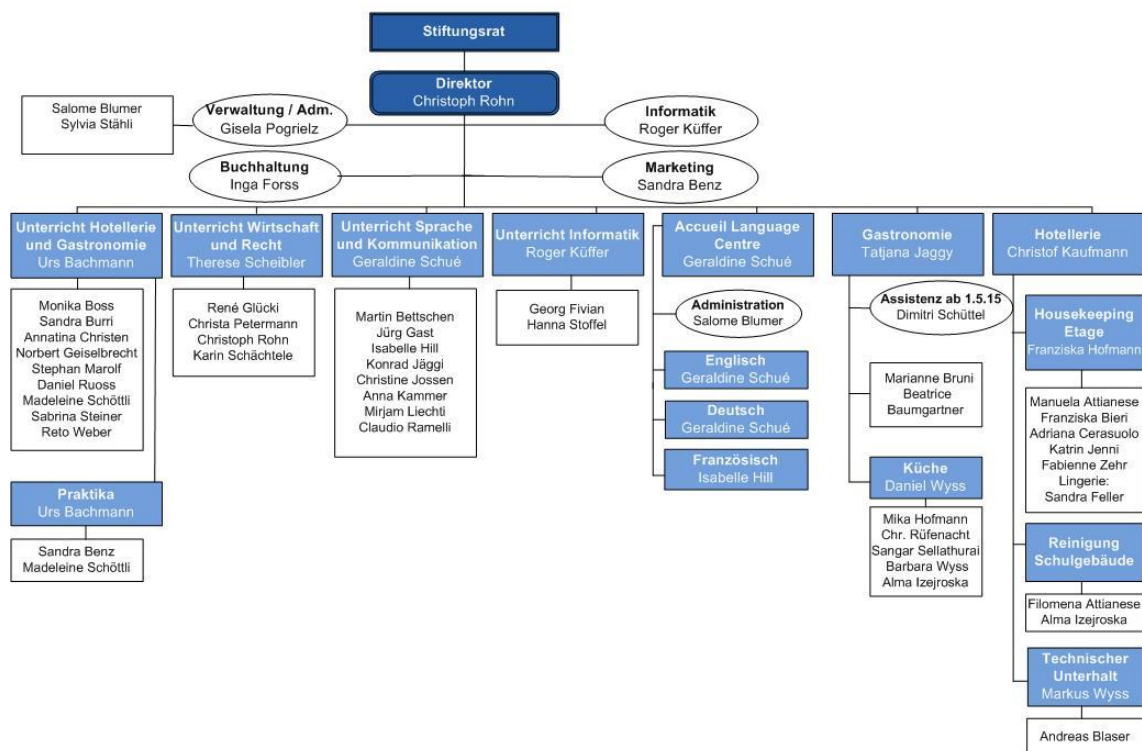 Stiftungsrat
Direktor
Christoph Rohn
Salome Blumer
Sylvia Stähli
Verwaltung / Adm.
Gisela Pogrielz
Informatik
Roger Küffer
Buchhaltung
Inga Forss
Marketing
Sandra Benz
Unterricht Hotellerie
und Gastronomie
Urs Bachmann
Monika Boss
Sandra Burri
Annatina Christen
Norbert Geiselbrecht
Stephan Marolf
Daniel Ruoss
Madeleine Schöttli
Sabrina Steiner
Reto Weber
Praktika
Urs Bachmann
Sandra Benz
Madeleine Schöttli
Unterricht Wirtschaft
und Recht
Therese Scheibler
René Glücki
Christa Petermann
Christoph Rohn
Karin Schächtele
Unterricht Sprache
und Kommunikation
Geraldine Schué
Martin Bettschen
Jürg Gast
Isabelle Hill
Konrad Jäggi
Christine Jossen
Anna Kammer
Mirjam Liechti
Claudio Ramelli
Unterricht Informatik
Roger Küffer
Georg Fivian
Hanna Stoffel
Accueil Language
Centre
Geraldine Schué
Administration
Salome Blumer
Englisch
Geraldine Schué
Deutsch
Geraldine Schué
Französisch
Isabelle Hill
Gastronomie
Tatjana Jaggy
Assistenz ab 1.5.15
Dimitri Schüttel
Marianne Bruni
Beatrice
Baumgartner
Küche
Daniel Wyss
Mika Hofmann
Chr. Rüfenacht
Sangar Sellathurai
Barbara Wyss
Alma Izejroska
Hotellerie
Christof Kaufmann
Housekeeping
Etage
Franziska Hofmann
Manuela Attianese
Franziska Bieri
Adriana Cerasuolo
Katrin Jenni
Fabienne Zehr
Lingerie:
Sandra Feller
Reinigung
Schulgebäude
Filomena Attianese
Alma Izejroska
Technischer
Unterhalt
Markus Wyss
Andreas Blaser